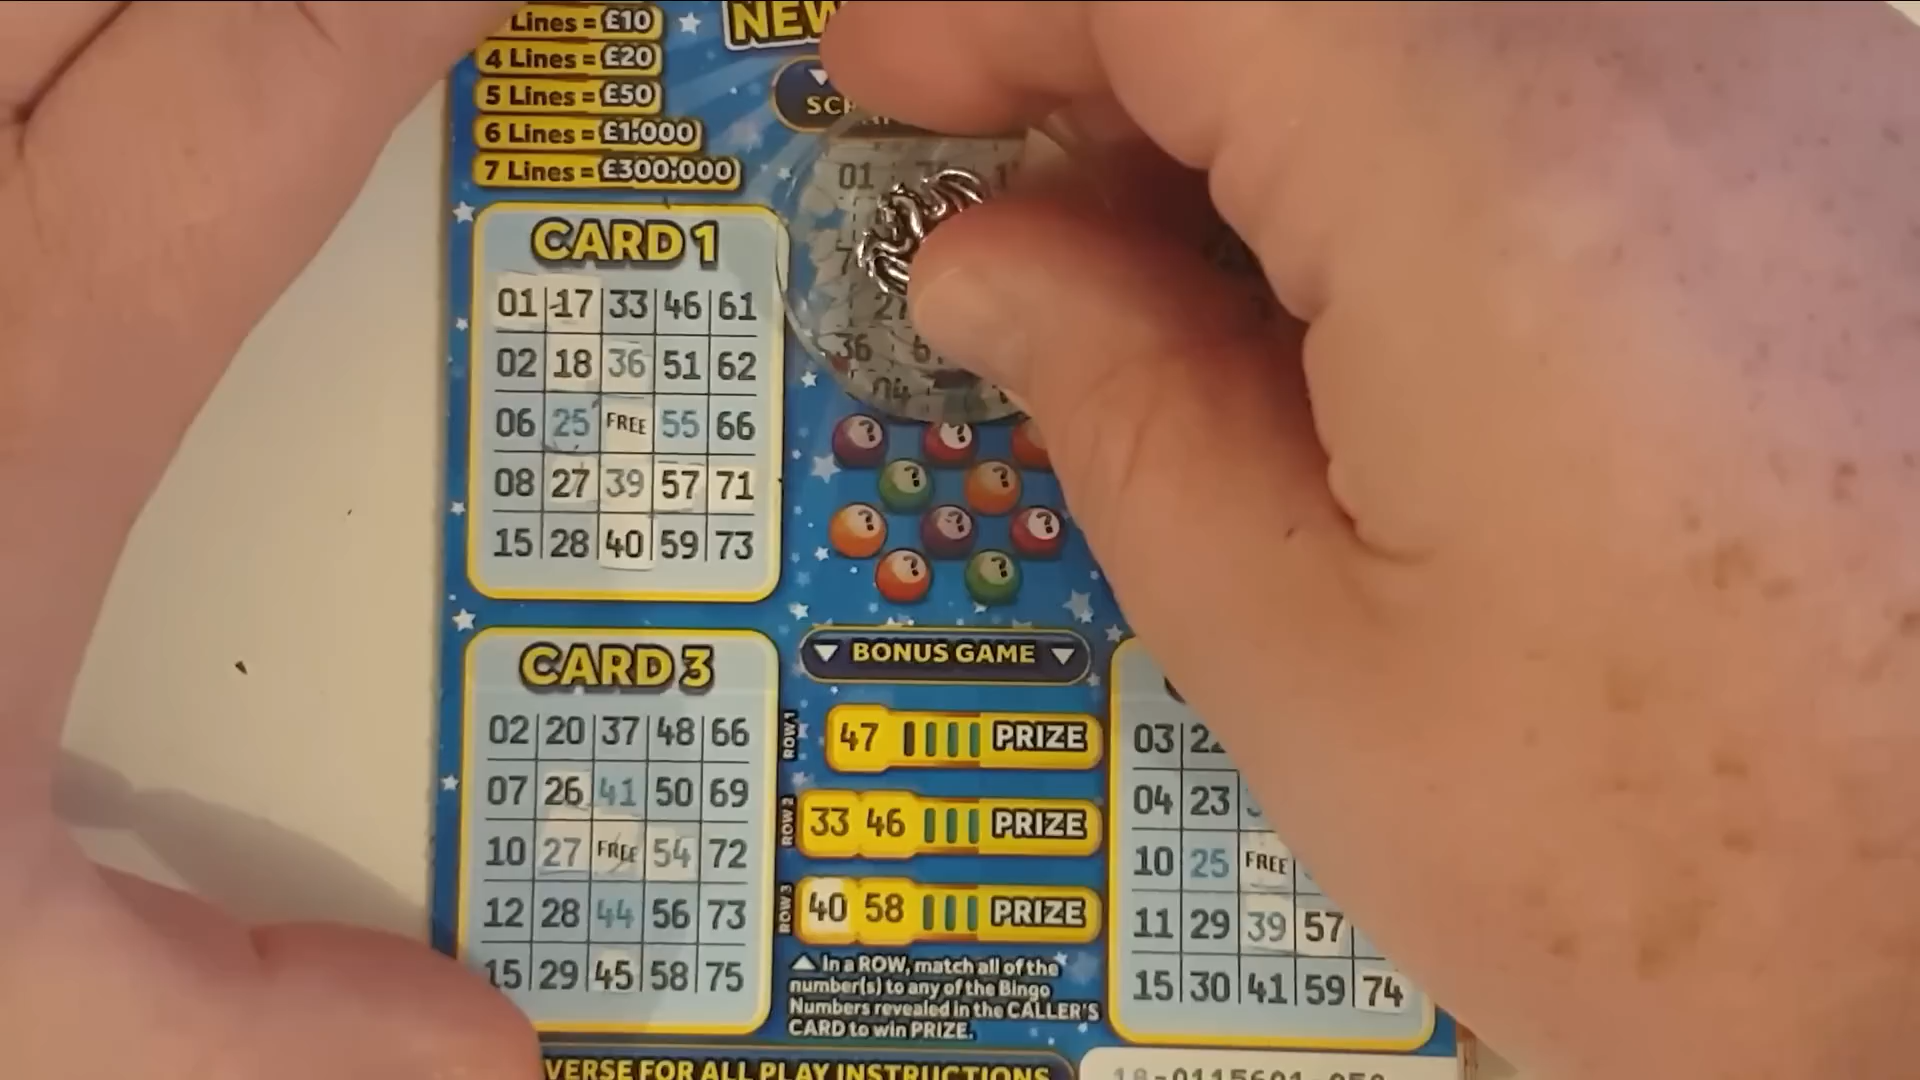 Lines = £10
NEW
4 Lines = £20
5 Lines = £50
6 Lines = £1,000
7 Lines = £300,000
01
36
04
CARD 1
01 17 33 46 61
02 18 36 51 62
06 25 FREE 55 66
08 27 39 57 71
15 28 40 59 73
CARD 3
02 20 37 48 66
07 26 41 50 69
10 27 FREE 54 72
12 28 44 56 73
15 29 45 58 75
BONUS GAME
ROW 1
47 PRIZE
ROW 2
33 46 PRIZE
ROW 3
40 58 PRIZE
In a ROW, match all of the
number(s) to any of the Bingo
Numbers revealed in the CALLER'S
CARD to win PRIZE.
03
04 23
10 25 FREE
11 29 39 57
15 30 41 59 74
VERSE FOR ALL PLAY INSTRUCTIONS